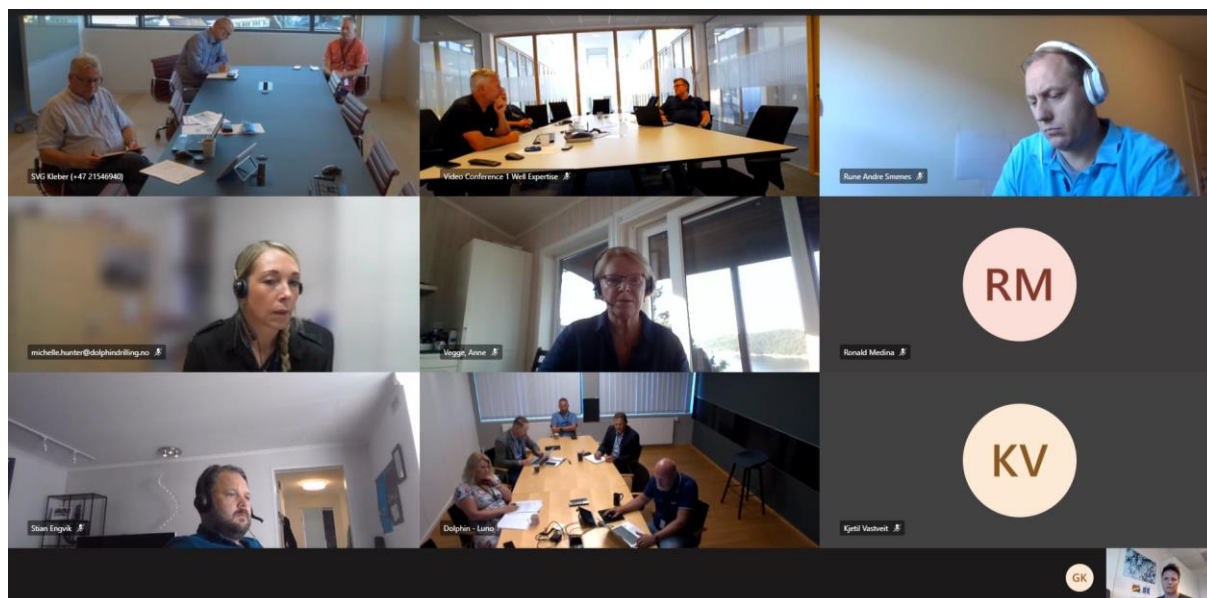 SVG Kleber (+47 21546940)
Video Conference 1 Well Expertise
Rune Andre Smenes
michelle.hunter@dolphindrilling.no
Vegge, Anne
RM
Ronald Medina
Stian Engvik
Dolphin - Luno
KV
Kjetil Vastveit
GK